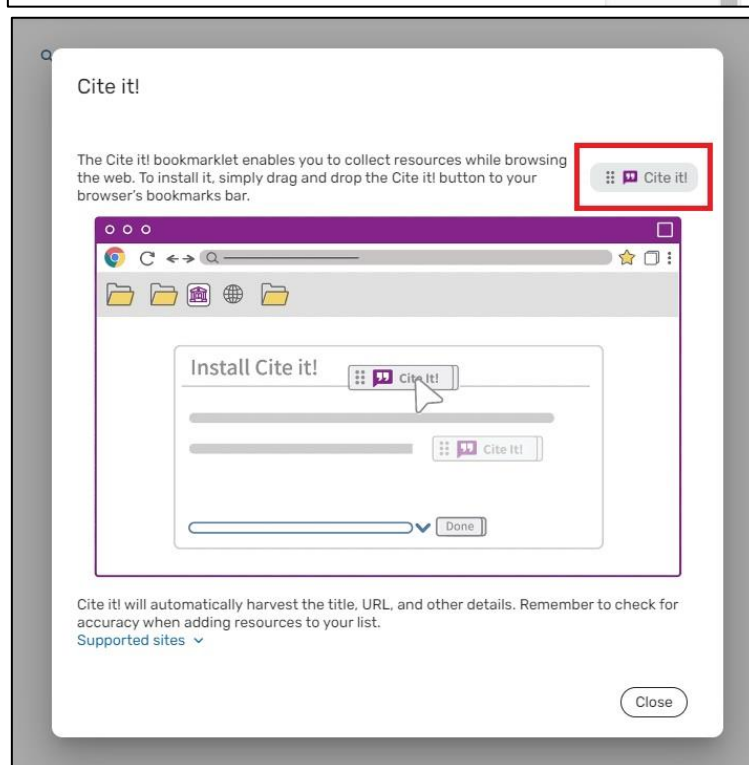 Cite it!
The Cite it! bookmarklet enables you to collect resources while browsing
the web. To install it, simply drag and drop the Cite it! button to your
browser's bookmarks bar.
Cite it!
Install Cite it!
Cite It!
Cite It!
Done
Cite it! will automatically harvest the title, URL, and other details. Remember to check for
accuracy when adding resources to your list.
Supported sites
Close